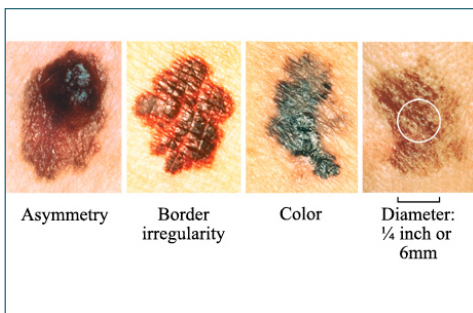 Asymmetry
Border
irregularity
Color
Diameter:
¼ inch or
6mm